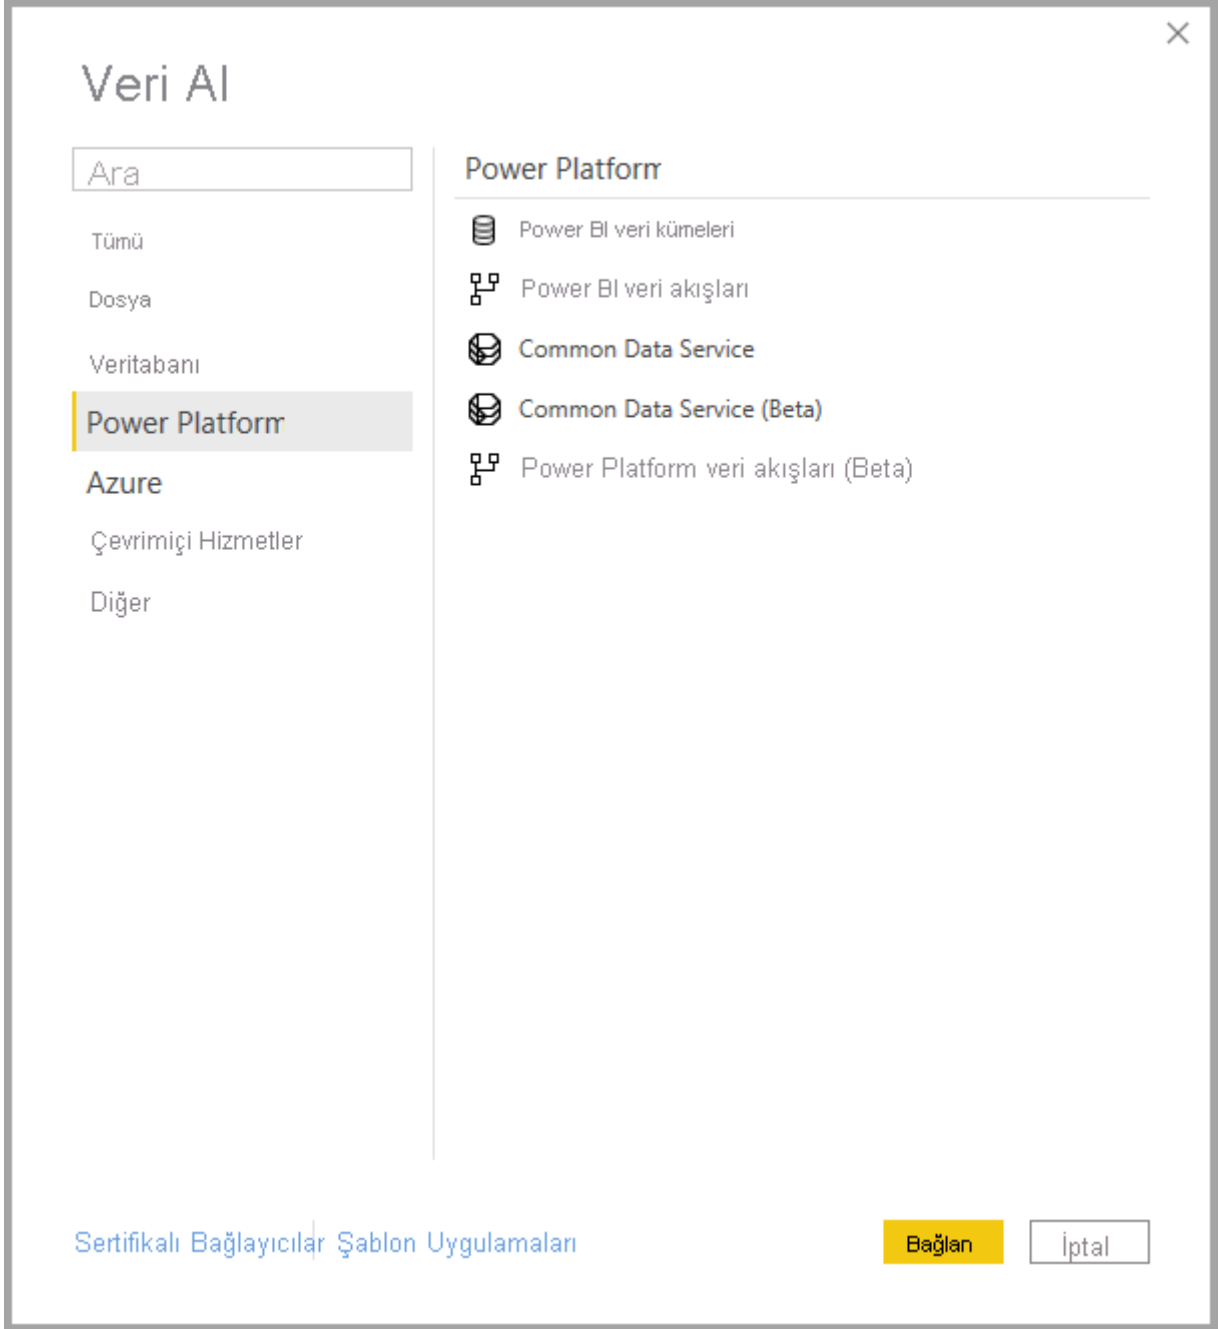 Veri Al
Ara
Tümü
Dosya
Veritabanı
Power Platform
Azure
Çevrimiçi Hizmetler
Diğer
Power Platform
Power BI veri kümeleri
Power BI veri akışları
Common Data Service
Common Data Service (Beta)
Power Platform veri akışları (Beta)
Sertifikalı Bağlayıcılar Şablon Uygulamaları
Bağlan
İptal